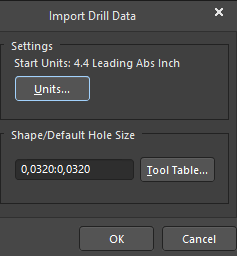 Import Drill Data
Settings
Start Units: 4.4 Leading Abs Inch
Units...
Shape/Default Hole Size
0,0320:0,0320
Tool Table...
OK
Cancel